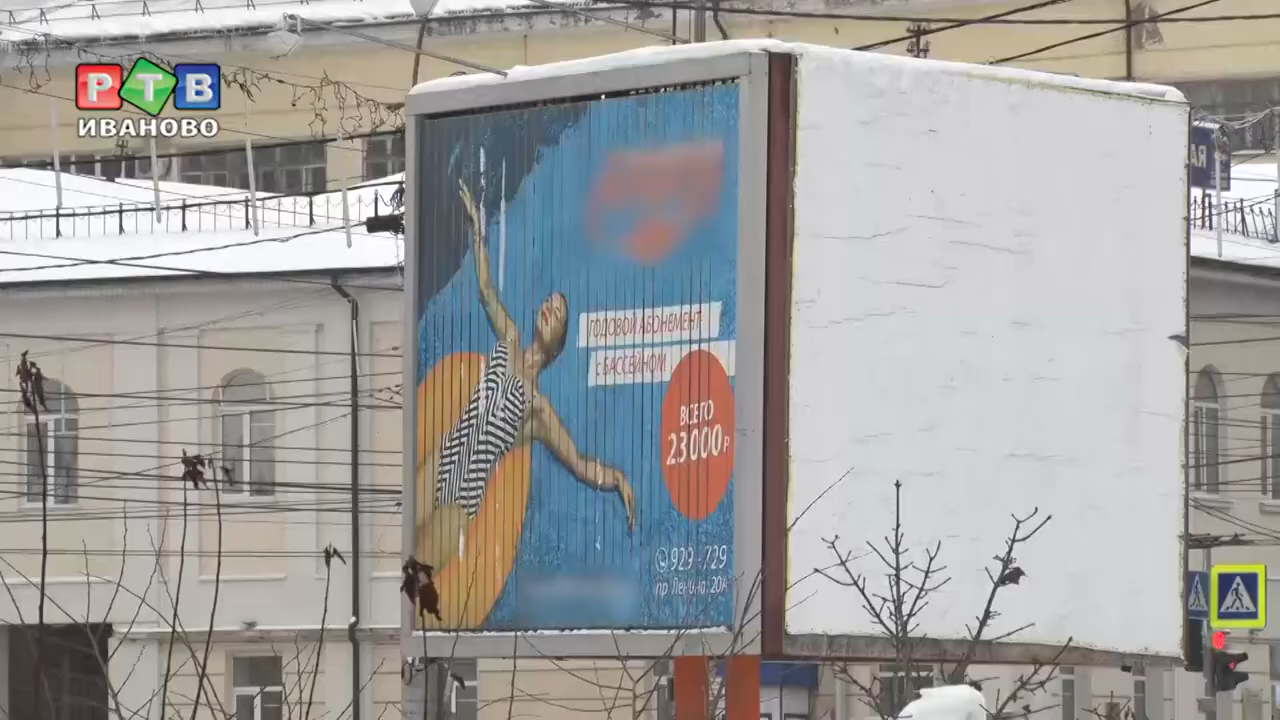 РТВ
ИВАНОВО
ГОДОВОЙ АБОНЕМЕНТ
с БАССЕЙНОМ
ВСЕГО
23000 Р
929-729
пр. Ленина, 20А